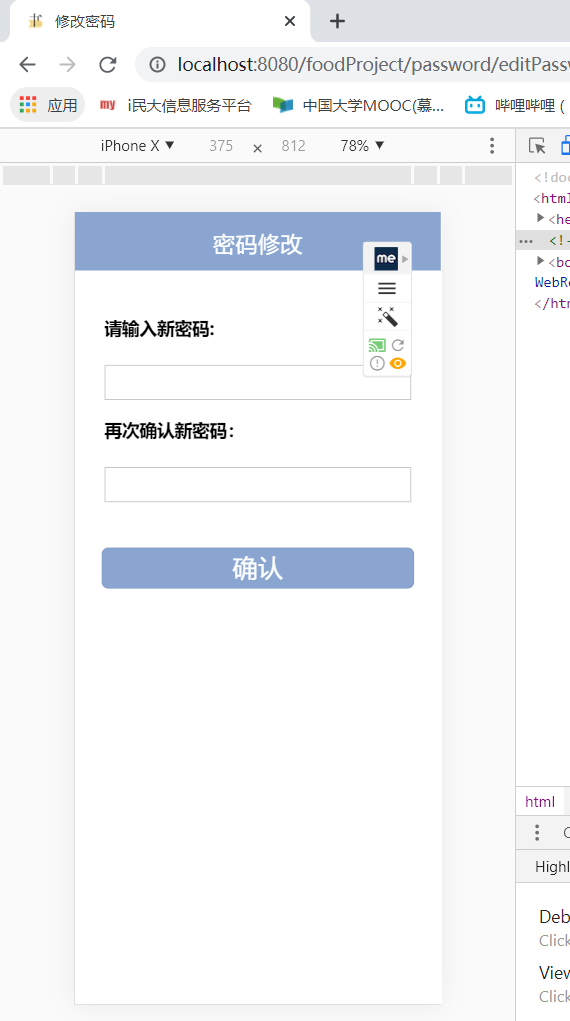 修改密码
localhost:8080/foodProject/password/editPass
应用 my i民大信息服务平台 中国大学MOOC(慕... 哔哩哔哩 (
iPhone X ▼ 375 × 812 78% ▼
<!doc
<html
密码修改
▶<he
me
... <!-
▶<bo
WebRe
</htm
请输入新密码:
再次确认新密码:
确认
html
Highl
Deb
Click
View
Click